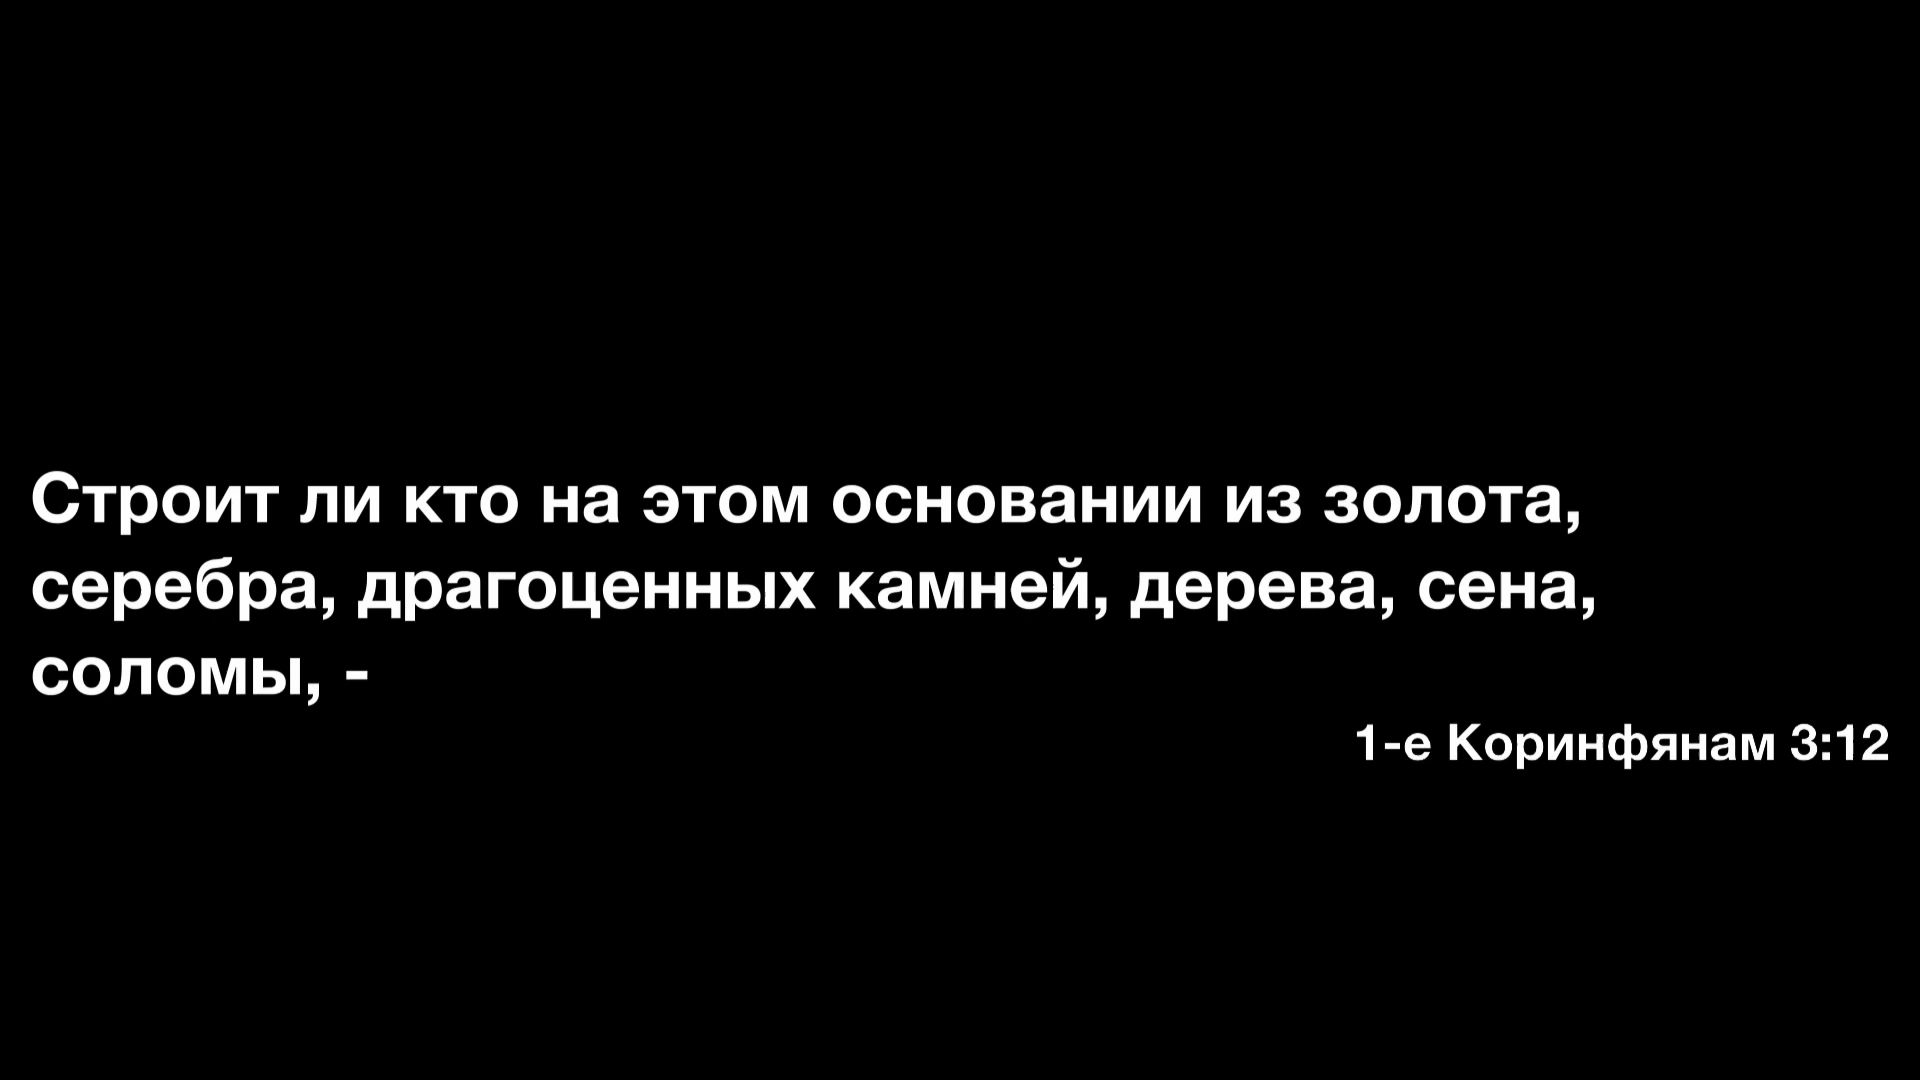 Строит ли кто на этом основании из золота,
серебра, драгоценных камней, дерева, сена,
соломы, -
1-е Коринфянам 3:12